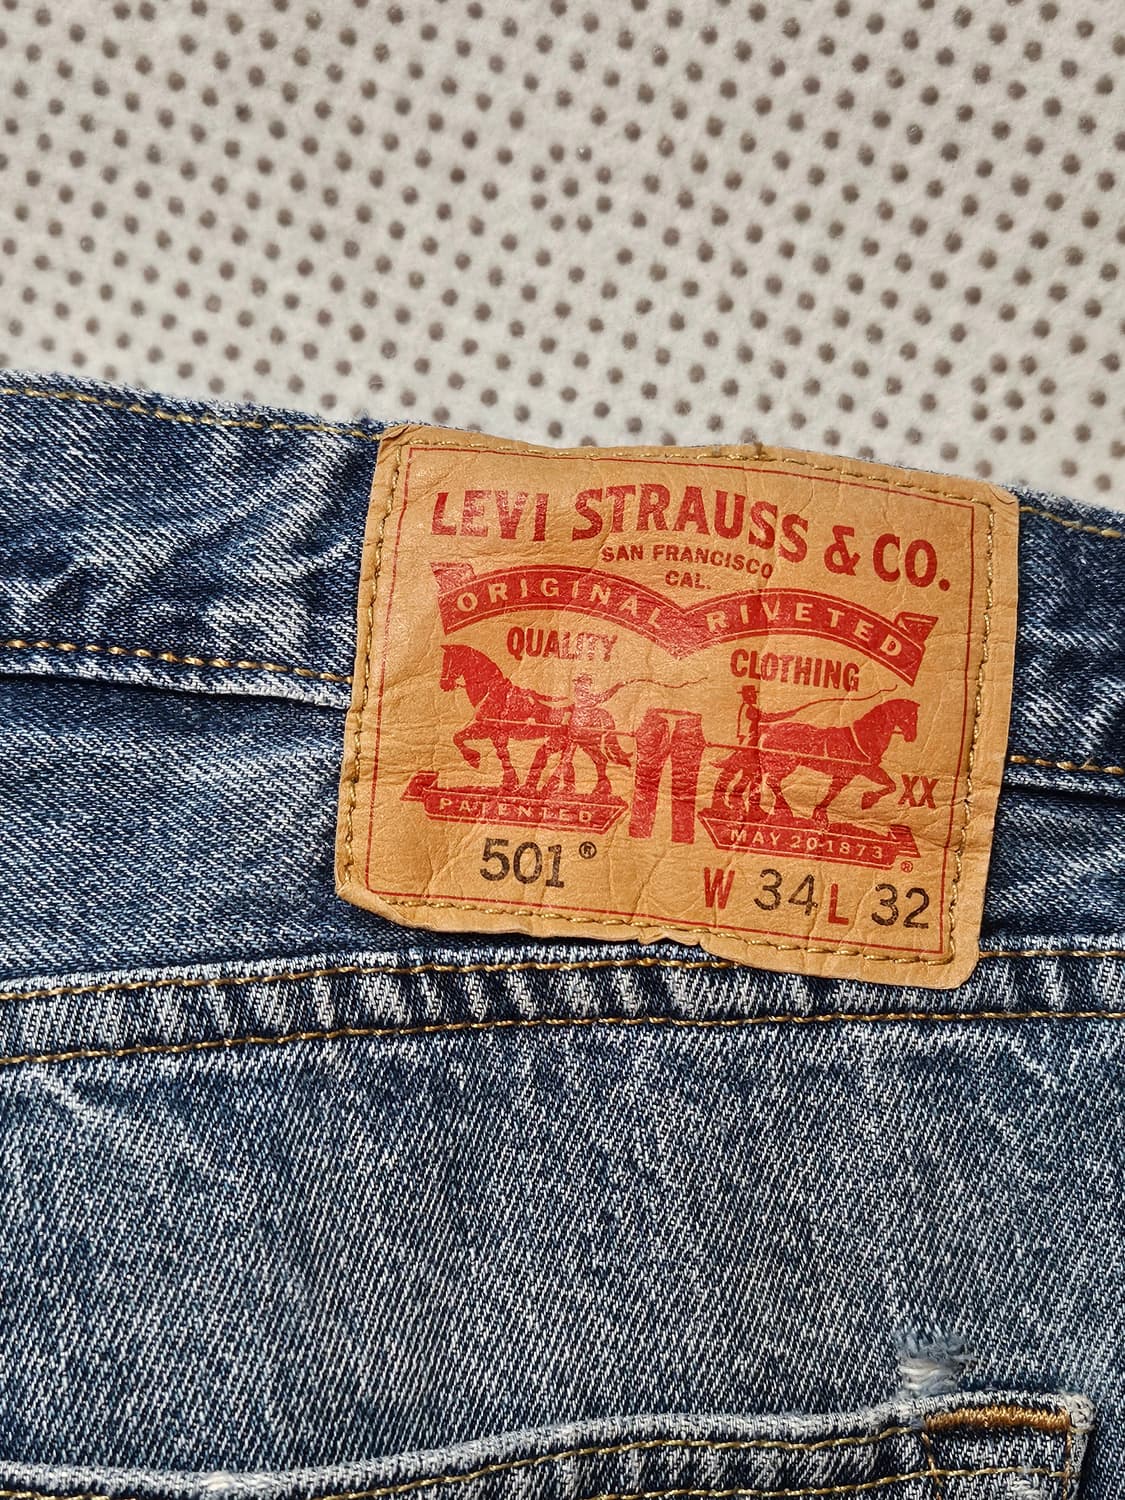 LEVI STRAUSS & CO.
SAN FRANCISCO
CAL.
ORIGINAL RIVETED
QUALITY CLOTHING
XX
PATENTED
MAY 20 1873 ®
501®
W 34 L 32